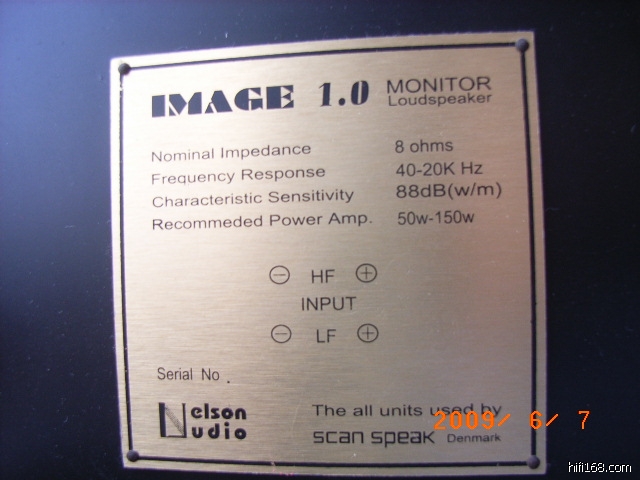 IMAGE 1.0 MONITOR
Loudspeaker
Nominal Impedance 8 ohms
Frequency Response 40-20K Hz
Characteristic Sensitivity 88dB(w/m)
Recommeded Power Amp. 50w-150w
⊖ HF ⊕
INPUT
⊖ LF ⊕
Serial No .
Nelson
Audio
The all units used by
scan speak Denmark
2009/ 6/ 7
hifi168.com